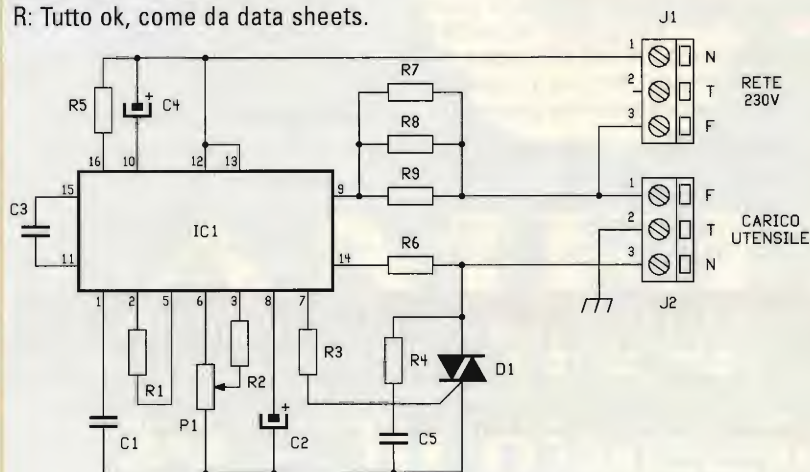 R: Tutto ok, come da data sheets.
J1
1 N
2 T
3 F
RETE
230V
R7
R8
R9
R5
+
C4
16 10 12 13
15
9
C3
IC1
11
14
R6
1 F
2 T
3 N
CARICO
UTENSILE
J2
1 2 5 6 3 8 7
R1
R2
R3
R4
D1
P1
+
C1
C2
C5